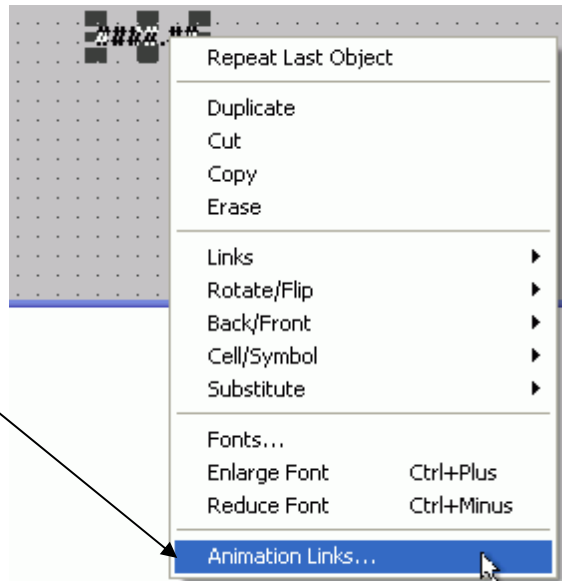 ####.##
Repeat Last Object
Duplicate
Cut
Copy
Erase
Links
Rotate/Flip
Back/Front
Cell/Symbol
Substitute
Fonts...
Enlarge Font Ctrl+Plus
Reduce Font Ctrl+Minus
Animation Links...